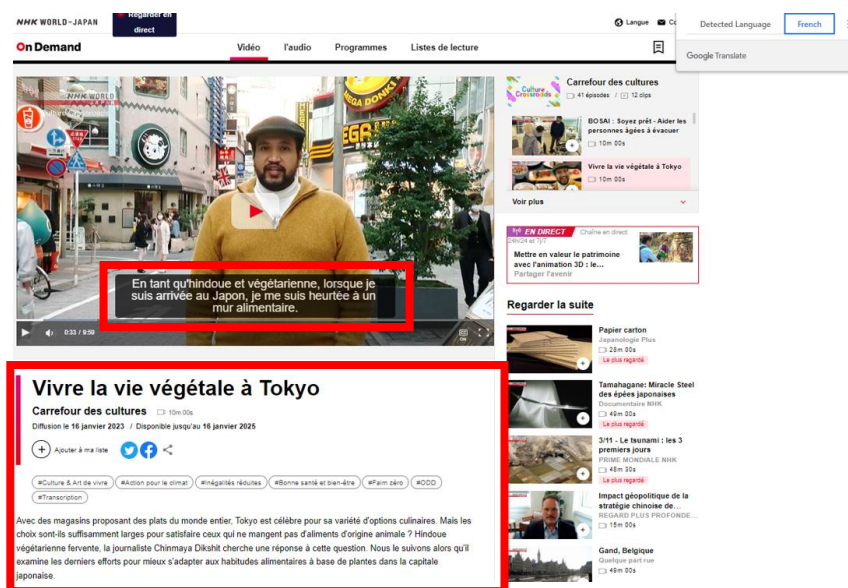 NHK WORLD-JAPAN
Regarder en
direct
Langue
Detected Language
French
Google Translate
On Demand
Vidéo
l'audio
Programmes
Listes de lecture
NHK WORLD
MEGA DONKI
En tant qu'hindoue et végétarienne, lorsque je
suis arrivée au Japon, je me suis heurtée à un
mur alimentaire.
0:33 / 9:59
Vivre la vie végétale à Tokyo
Carrefour des cultures 10m 00s
Diffusion le 16 janvier 2023 / Disponible jusqu'au 16 janvier 2025
Ajouter à ma liste
#Culture & Art de vivre #Action pour le climat #Inégalités réduites #Bonne santé et bien-être #Faim zéro #ODD
#Transcription
Avec des magasins proposant des plats du monde entier, Tokyo est célèbre pour sa variété d'options culinaires. Mais les
choix sont-ils suffisamment larges pour satisfaire ceux qui ne mangent pas d'aliments d'origine animale ? Hindoue
végétarienne fervente, la journaliste Chinmaya Dikshit cherche une réponse à cette question. Nous le suivons alors qu'il
examine les derniers efforts pour mieux s'adapter aux habitudes alimentaires à base de plantes dans la capitale
japonaise.
Culture
Crossroads
Carrefour des cultures
41 épisodes / 12 clips
BOSAI : Soyez prêt - Aider les
personnes âgées à évacuer
10m 00s
Vivre la vie végétale à Tokyo
10m 00s
Voir plus
EN DIRECT Chaîne en direct
24h/24 et 7j/7
Mettre en valeur le patrimoine
avec l'animation 3D : le...
Partager l'avenir
Regarder la suite
Papier carton
Japanologie Plus
28m 00s
Le plus regardé
Tamahagane: Miracle Steel
des épées japonaises
Documentaire NHK
49m 00s
Le plus regardé
3/11 - Le tsunami : les 3
premiers jours
PRIME MONDIALE NHK
48m 30s
Le plus regardé
Impact géopolitique de la
stratégie chinoise de...
REGARD PLUS PROFONDE...
15m 00s
Gand, Belgique
Quelque part rue
49m 00s